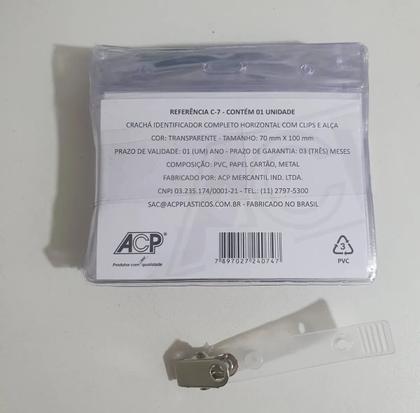 REFERÊNCIA C-7 - CONTÉM 01 UNIDADE
CRACHÁ IDENTIFICADOR COMPLETO HORIZONTAL COM CLIPS E ALÇA
COR: TRANSPARENTE - TAMANHO: 70 mm X 100 mm
PRAZO DE VALIDADE: 01 (UM) ANO - PRAZO DE GARANTIA: 03 (TRÊS) MESES
COMPOSIÇÃO: PVC, PAPEL CARTÃO, METAL
FABRICADO POR: ACP MERCANTIL IND. LTDA.
CNPJ 03.235.174/0001-21 - TEL.: (11) 2797-5300
SAC@ACPPLASTICOS.COM.BR - FABRICADO NO BRASIL
ACP
Produtos com qualidade
7 897027 240747
3
PVC